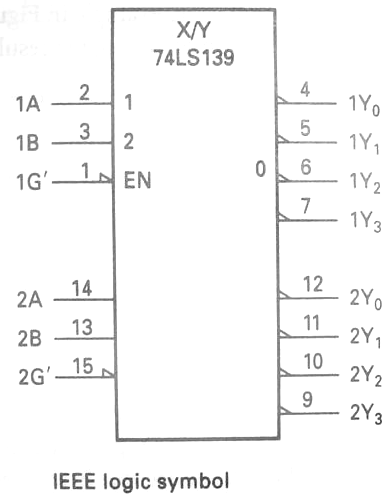 X/Y
74LS139
1A 2 1 4 1Y₀
1B 3 2 5 1Y₁
1G′ 1 EN 0 6 1Y₂
7 1Y₃
2A 14 12 2Y₀
2B 13 11 2Y₁
2G′ 15 10 2Y₂
9 2Y₃
IEEE logic symbol